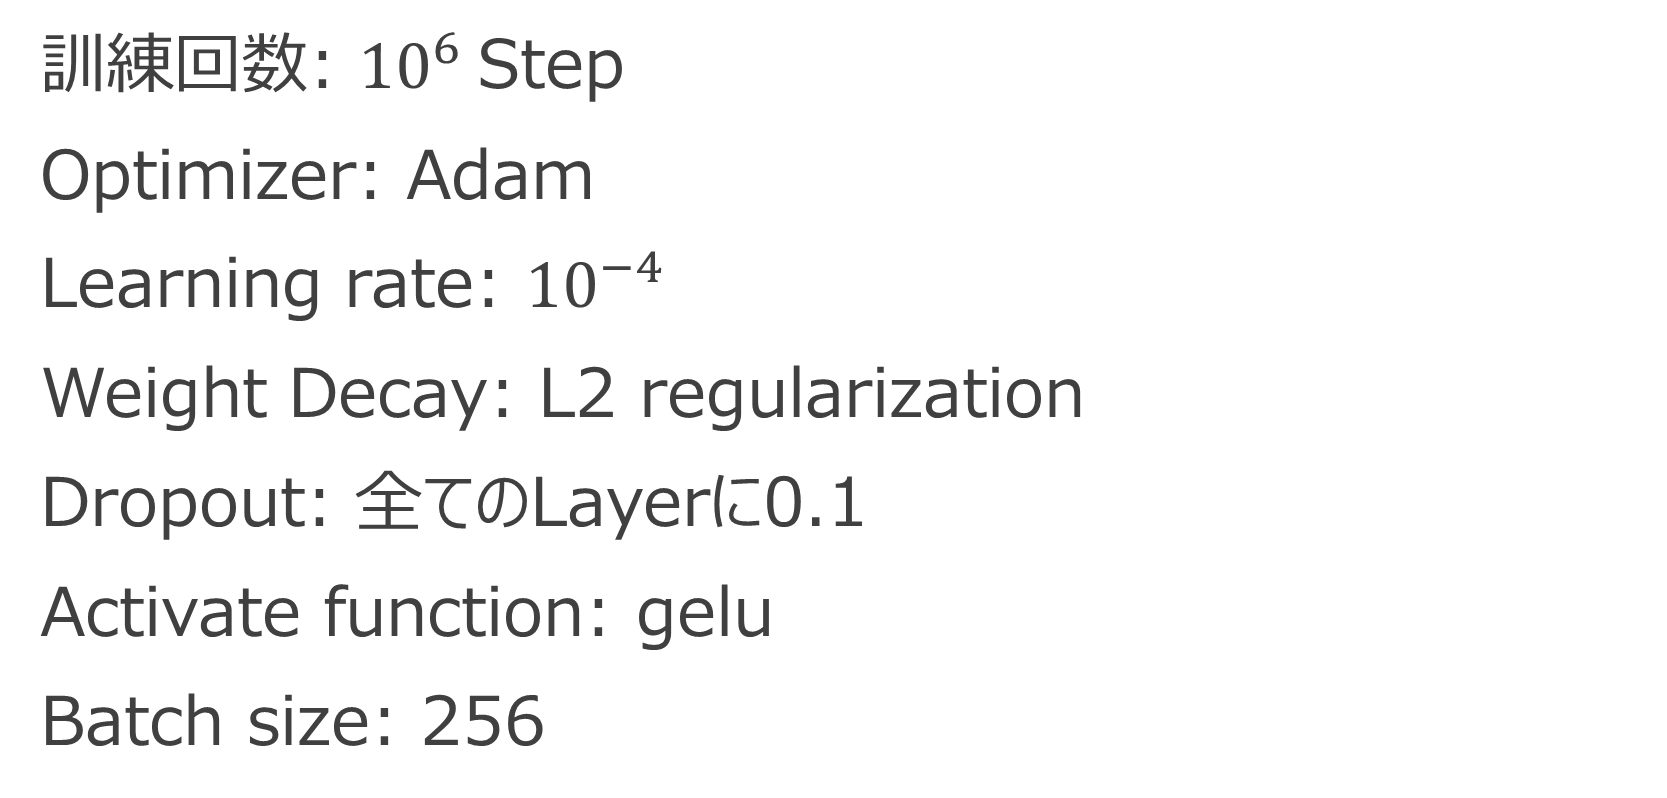 訓練回数: 10⁶ Step
Optimizer: Adam
Learning rate: 10⁻⁴
Weight Decay: L2 regularization
Dropout: 全てのLayerに0.1
Activate function: gelu
Batch size: 256